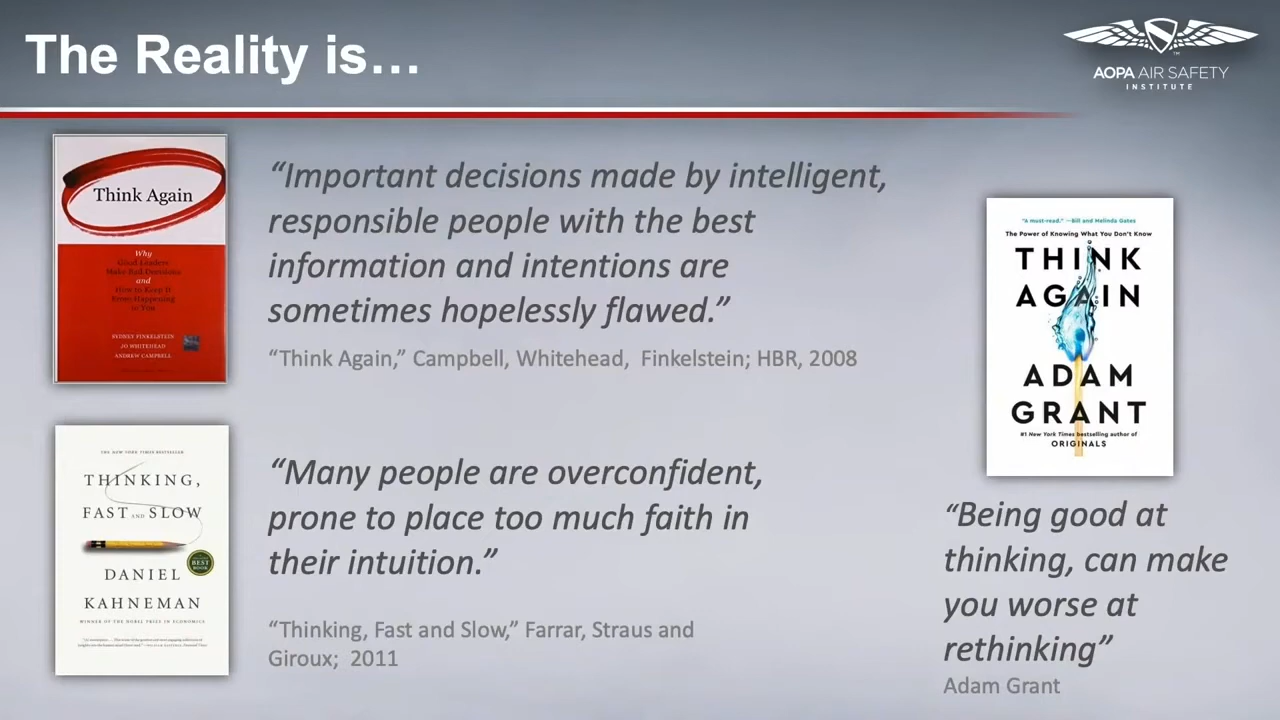 The Reality is...
AOPA AIR SAFETY
INSTITUTE
Think Again
Why
Good Leaders
Make Bad Decisions
and
How to Keep It
From Happening
to You
SYDNEY FINKELSTEIN
JO WHITEHEAD
ANDREW CAMPBELL
“Important decisions made by intelligent,
responsible people with the best
information and intentions are
sometimes hopelessly flawed.”
“Think Again,” Campbell, Whitehead, Finkelstein; HBR, 2008
THE NEW YORK TIMES BESTSELLER
THINKING,
FAST AND SLOW
BEST
BOOK
DANIEL
KAHNEMAN
WINNER OF THE NOBEL PRIZE IN ECONOMICS
“Many people are overconfident,
prone to place too much faith in
their intuition.”
“Thinking, Fast and Slow,” Farrar, Straus and
Giroux; 2011
“A must-read.” —Bill and Melinda Gates
The Power of Knowing What You Don't Know
THINK
AGAIN
ADAM
GRANT
#1 New York Times bestselling author of
ORIGINALS
“Being good at
thinking, can make
you worse at
rethinking”
Adam Grant